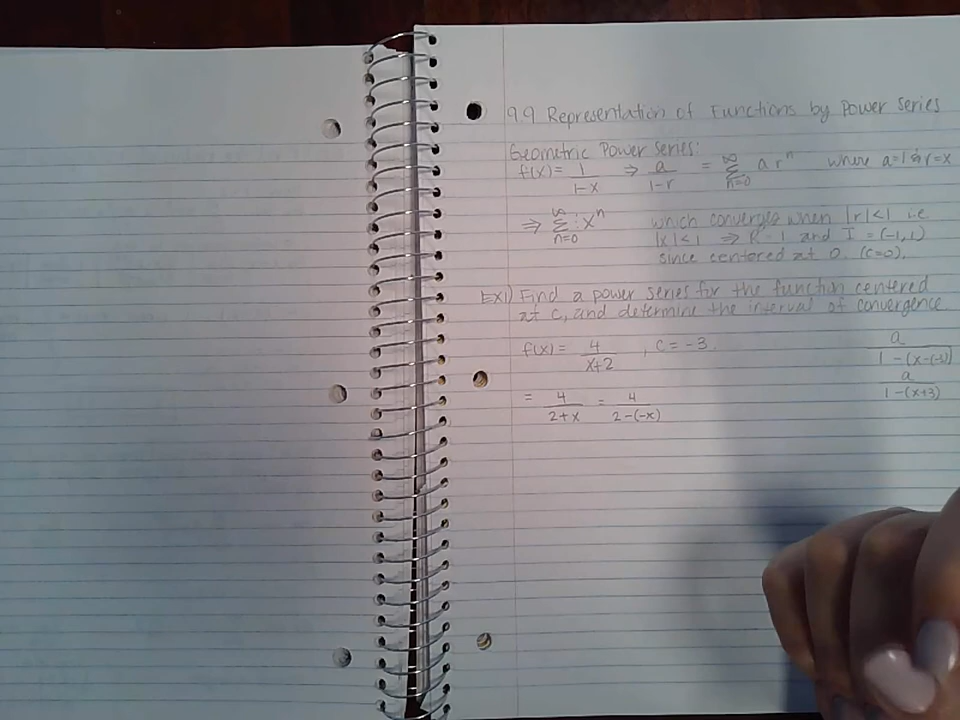 9.9 Representation of Functions by Power Series
Geometric Power Series:
f(x) = 1/(1-x) ⇒ a/(1-r) = ∑_{n=0}^{∞} a r^n where a=1 & r=x
⇒ ∑_{n=0}^{∞} x^n which converges when |r|<1 ie
|x|<1 ⇒ R=1 and I = (-1,1)
since centered at 0. (c=0).
Ex1) Find a power series for the function centered
at c, and determine the interval of convergence
f(x) = 4/(x+2) , c = -3.
a/(1-(x-(-3)))
a/(1-(x+3))
= 4/(2+x) = 4/(2-(-x))